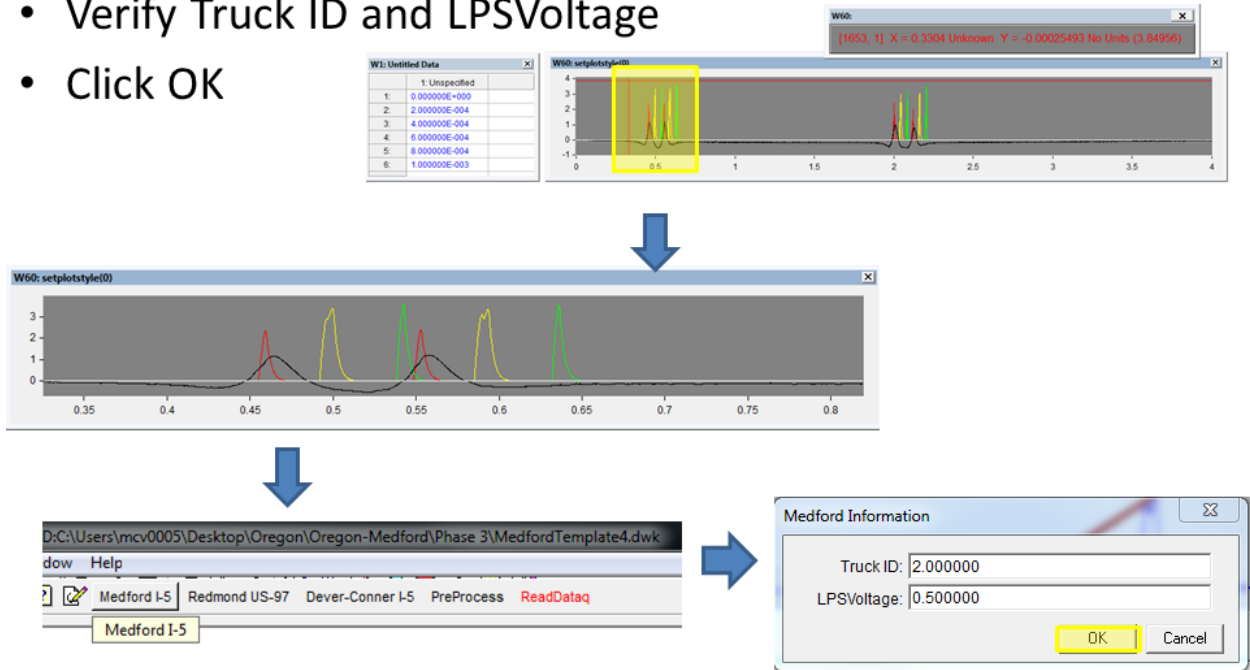 • Verify Truck ID and LPSVoltage
• Click OK
W60:
[1653, 1] X = 0.3304 Unknown Y = -0.00025493 No Units (3.84956)
W1: Untitled Data
1: Unspecified
1: 0.000000E+000
2: 2.000000E-004
3: 4.000000E-004
4: 6.000000E-004
5: 8.000000E-004
6: 1.000000E-003
W60: setplotstyle(0)
4
3
2
1
0
-1
0 0.5 1 1.5 2 2.5 3 3.5 4
W60: setplotstyle(0)
3
2
1
0
0.35 0.4 0.45 0.5 0.55 0.6 0.65 0.7 0.75 0.8
D:C:\Users\mcv0005\Desktop\Oregon\Oregon-Medford\Phase 3\MedfordTemplate4.dwk
dow Help
Medford I-5 Redmond US-97 Dever-Conner I-5 PreProcess ReadDataq
Medford I-5
Medford Information
Truck ID: 2.000000
LPSVoltage: 0.500000
OK Cancel